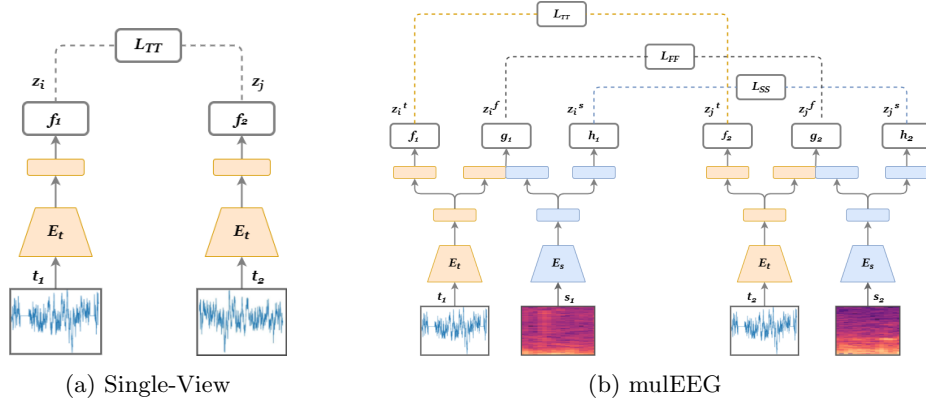 L_TT
z_i z_j
f_1 f_2
E_t E_t
t_1 t_2
(a) Single-View
L_TT
L_FF
L_SS
z_i^t z_i^f z_i^s z_j^t z_j^f z_j^s
f_1 g_1 h_1 f_2 g_2 h_2
E_t E_s E_t E_s
t_1 s_1 t_2 s_2
(b) mulEEG